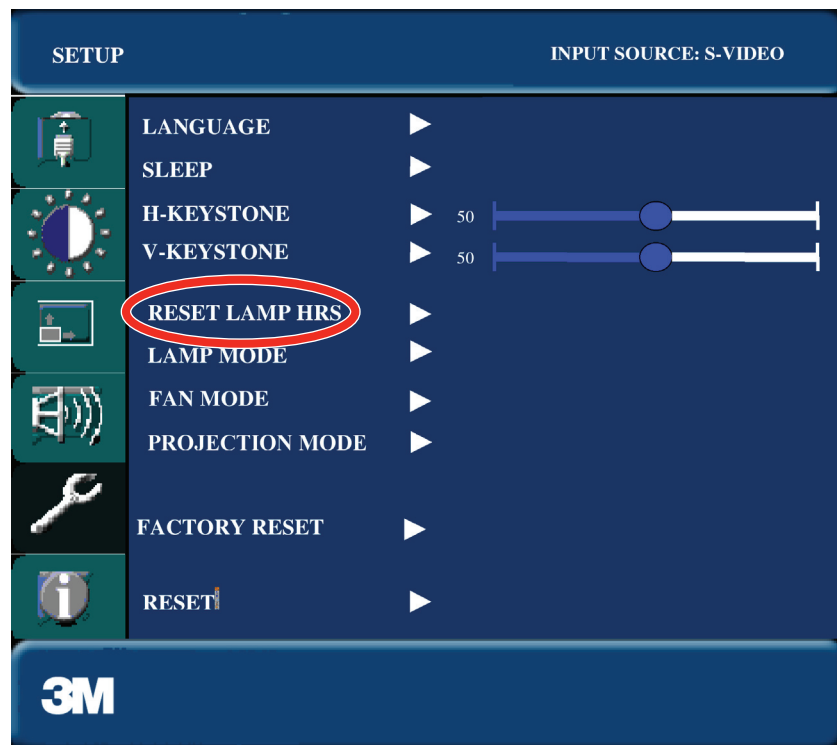 SETUP INPUT SOURCE: S-VIDEO
LANGUAGE
SLEEP
H-KEYSTONE 50
V-KEYSTONE 50
RESET LAMP HRS
LAMP MODE
FAN MODE
PROJECTION MODE
FACTORY RESET
RESET
3M